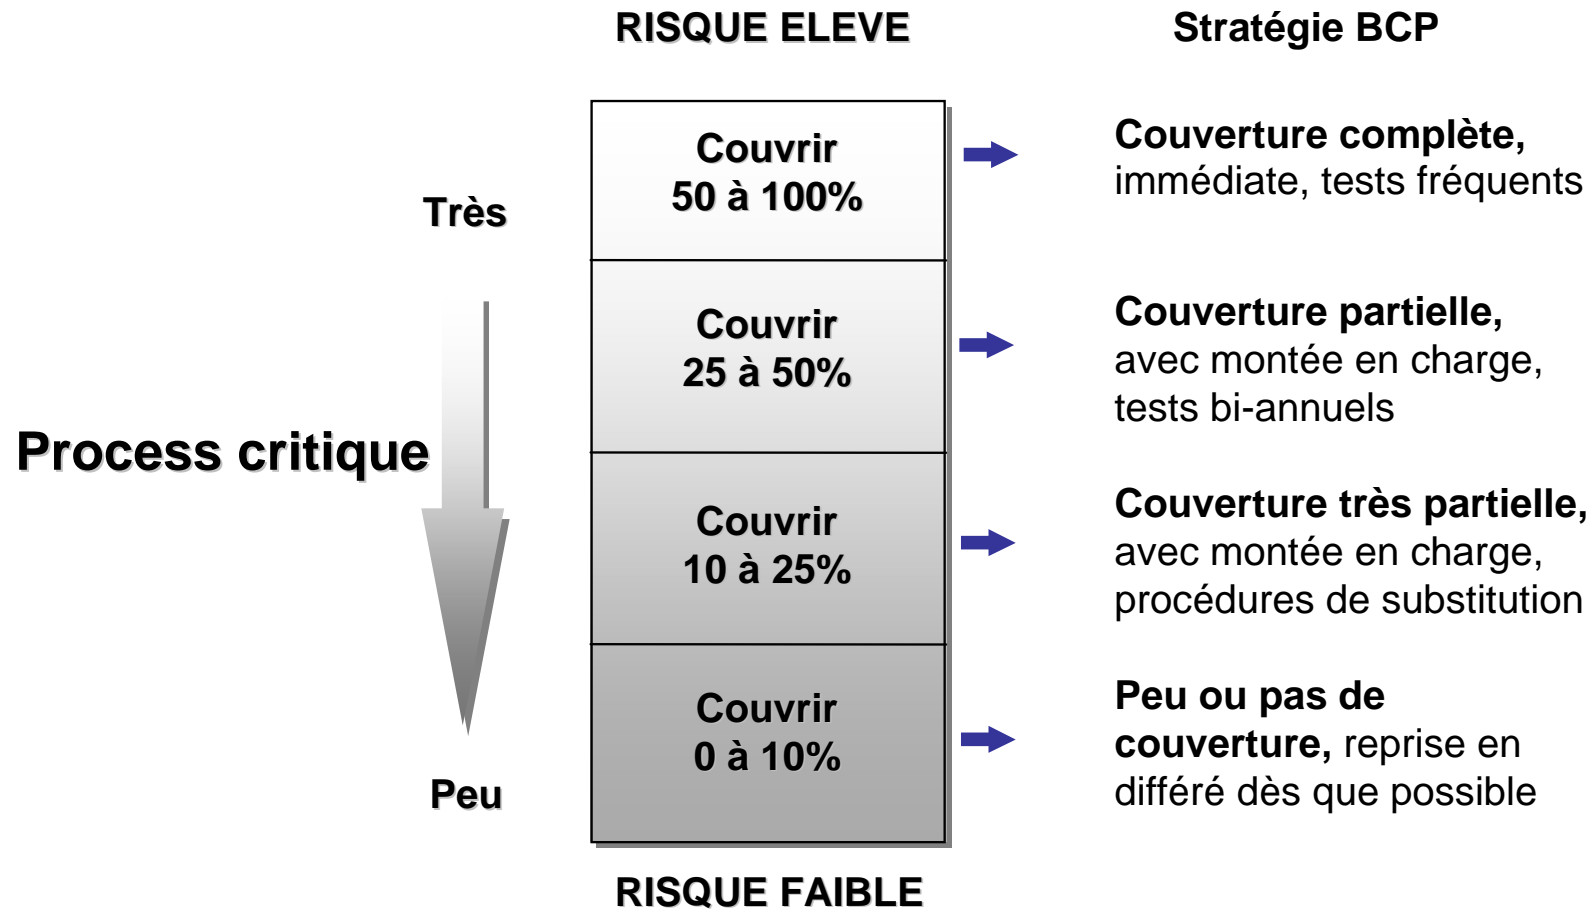 RISQUE ELEVE
Stratégie BCP
Couvrir
50 à 100%
Couverture complète,
immédiate, tests fréquents
Très
Couvrir
25 à 50%
Couverture partielle,
avec montée en charge,
tests bi-annuels
Process critique
Couvrir
10 à 25%
Couverture très partielle,
avec montée en charge,
procédures de substitution
Couvrir
0 à 10%
Peu ou pas de
couverture, reprise en
différé dès que possible
Peu
RISQUE FAIBLE